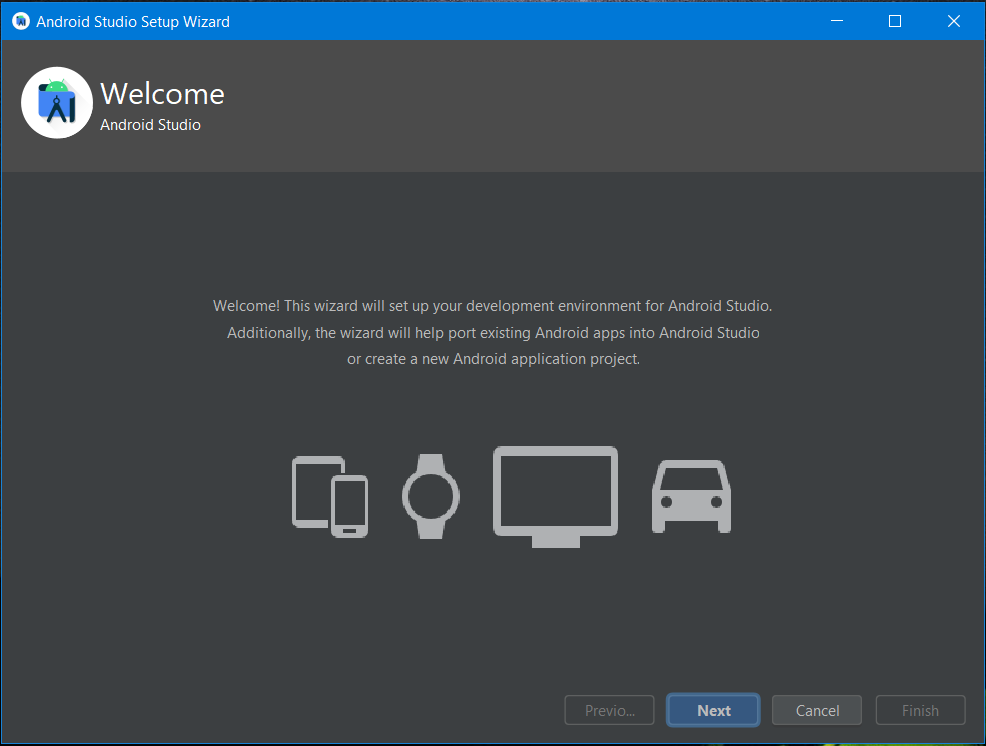 Android Studio Setup Wizard
Welcome
Android Studio
Welcome! This wizard will set up your development environment for Android Studio.
Additionally, the wizard will help port existing Android apps into Android Studio
or create a new Android application project.
Previo... Next Cancel Finish